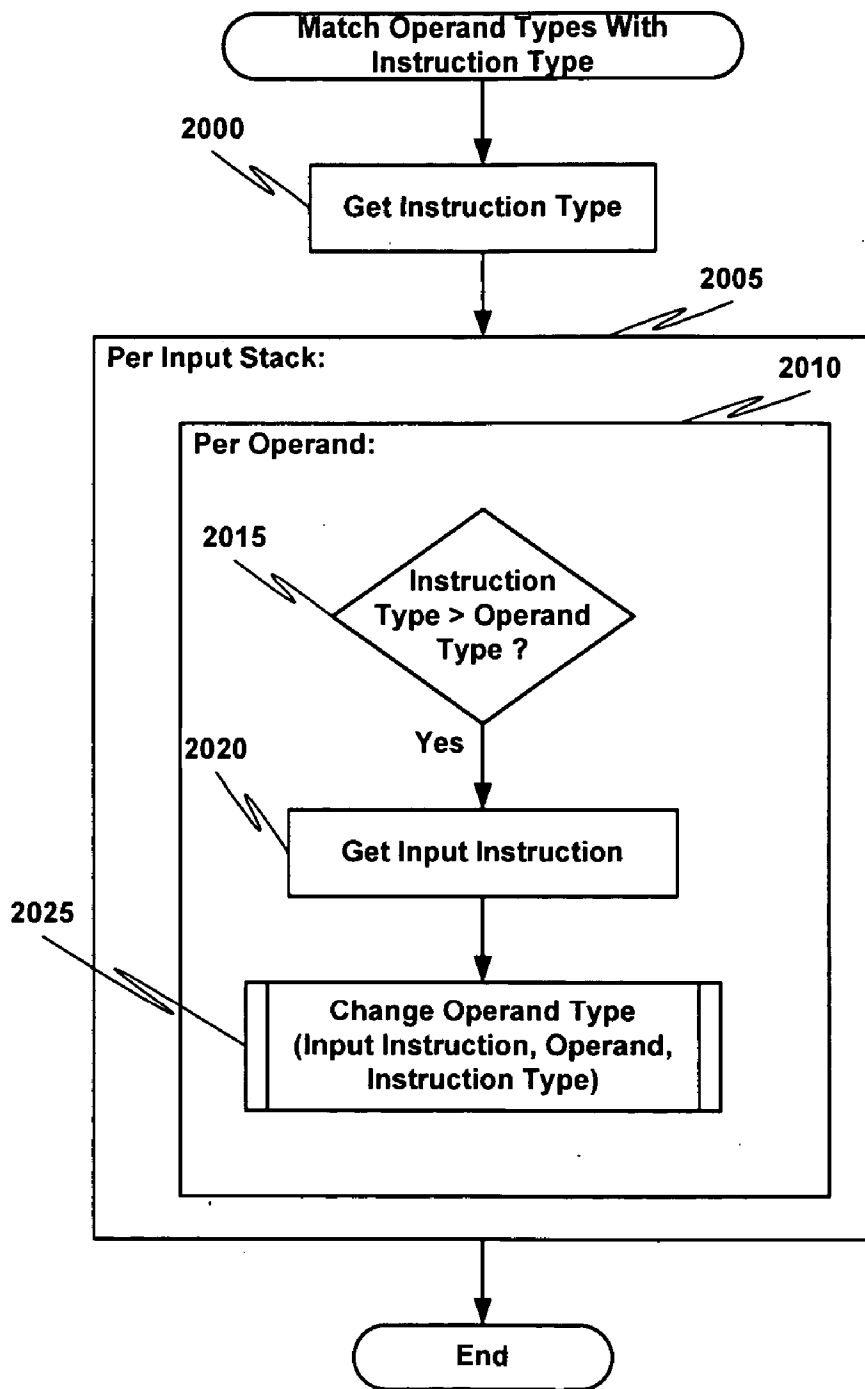 Match Operand Types With
Instruction Type
2000
Get Instruction Type
2005
Per Input Stack:
2010
Per Operand:
2015
Instruction
Type > Operand
Type ?
Yes
2020
Get Input Instruction
2025
Change Operand Type
(Input Instruction, Operand,
Instruction Type)
End